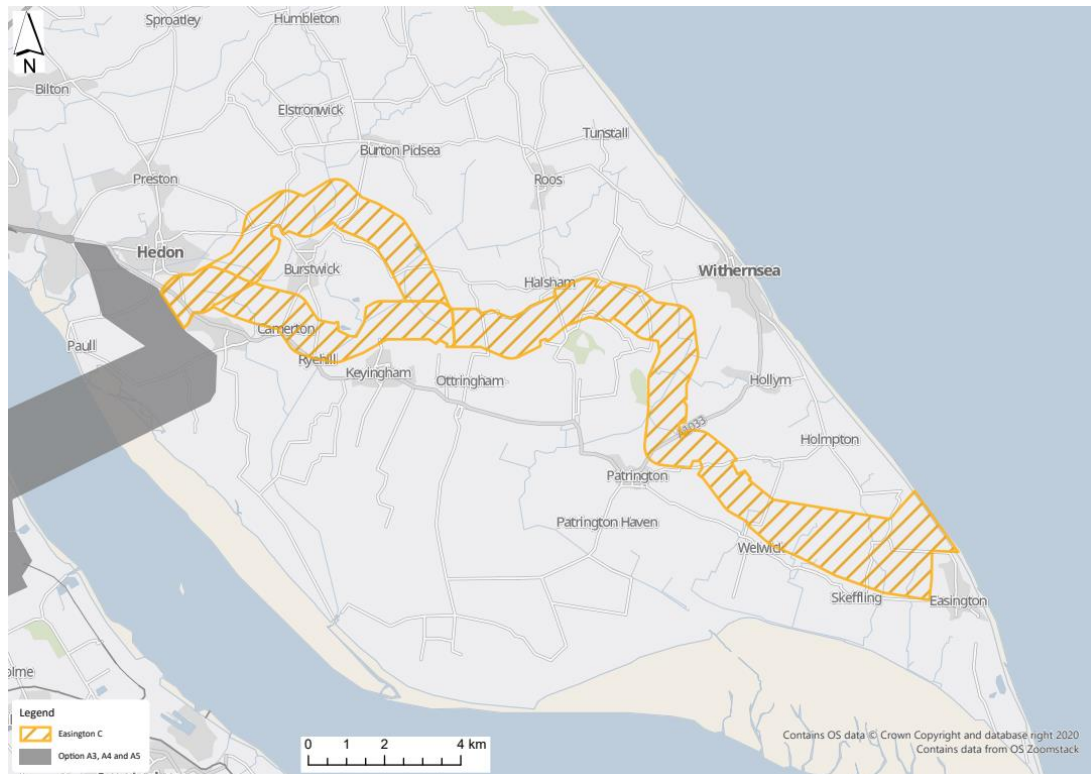 N
Sproatley
Humbleton
Bilton
Elstronwick
Tunstall
Burton Pidsea
Preston
Roos
Hedon
Withernsea
Burstwick
Halsham
Camerton
Paull
Ryehill
Keyingham
Ottringham
Hollym
A1033
Holmpton
Patrington
Patrington Haven
Welwick
Skeffling
Easington
olme
Legend
Easington C
Option A3, A4 and A5
0 1 2 4 km
Contains OS data © Crown Copyright and database right 2020
Contains data from OS Zoomstack